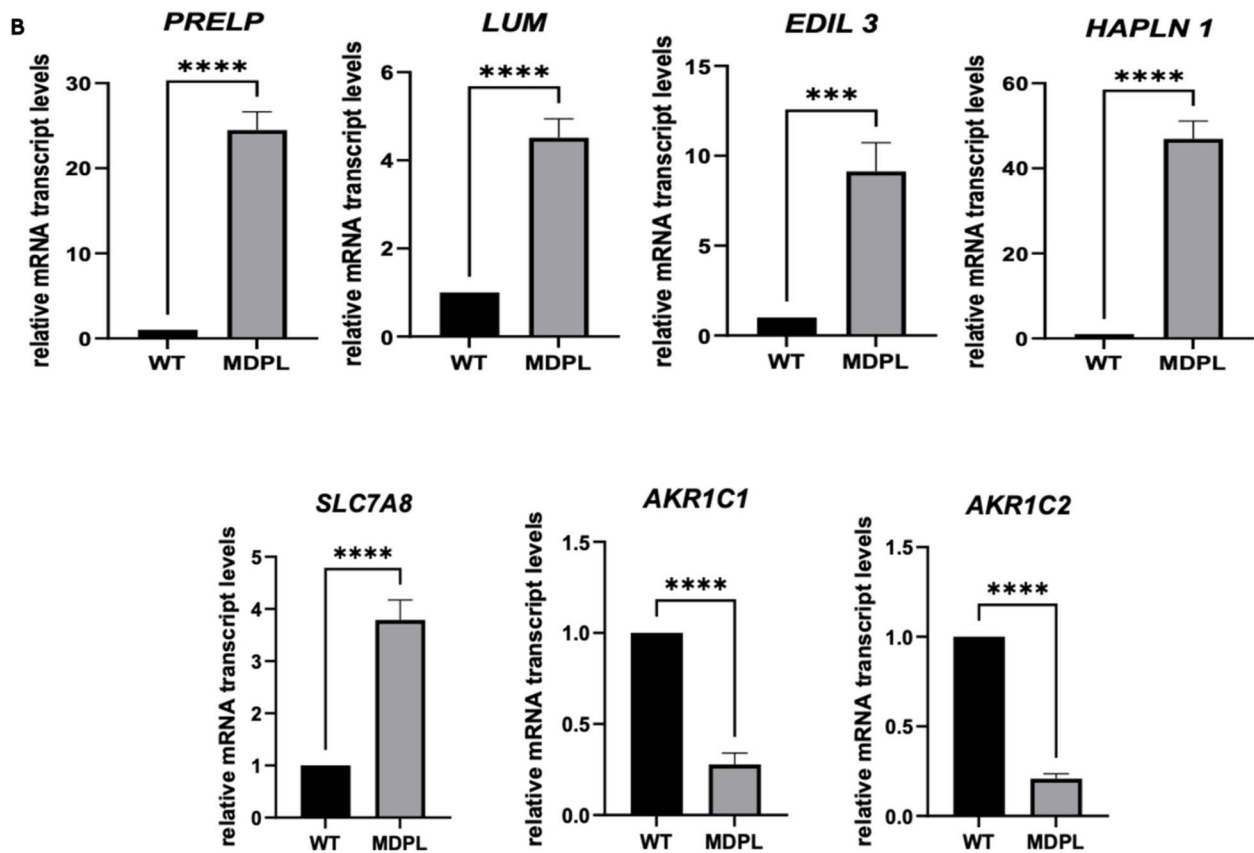 B
PRELP
relative mRNA transcript levels
30
20
10
0
****
WT
MDPL
LUM
relative mRNA transcript levels
6
4
2
0
****
WT
MDPL
EDIL 3
relative mRNA transcript levels
15
10
5
0
***
WT
MDPL
HAPLN 1
relative mRNA transcript levels
60
40
20
0
****
WT
MDPL
SLC7A8
relative mRNA transcript levels
5
4
3
2
1
0
****
WT
MDPL
AKR1C1
relative mRNA transcript levels
1.5
1.0
0.5
0.0
****
WT
MDPL
AKR1C2
relative mRNA transcript levels
1.5
1.0
0.5
0.0
****
WT
MDPL